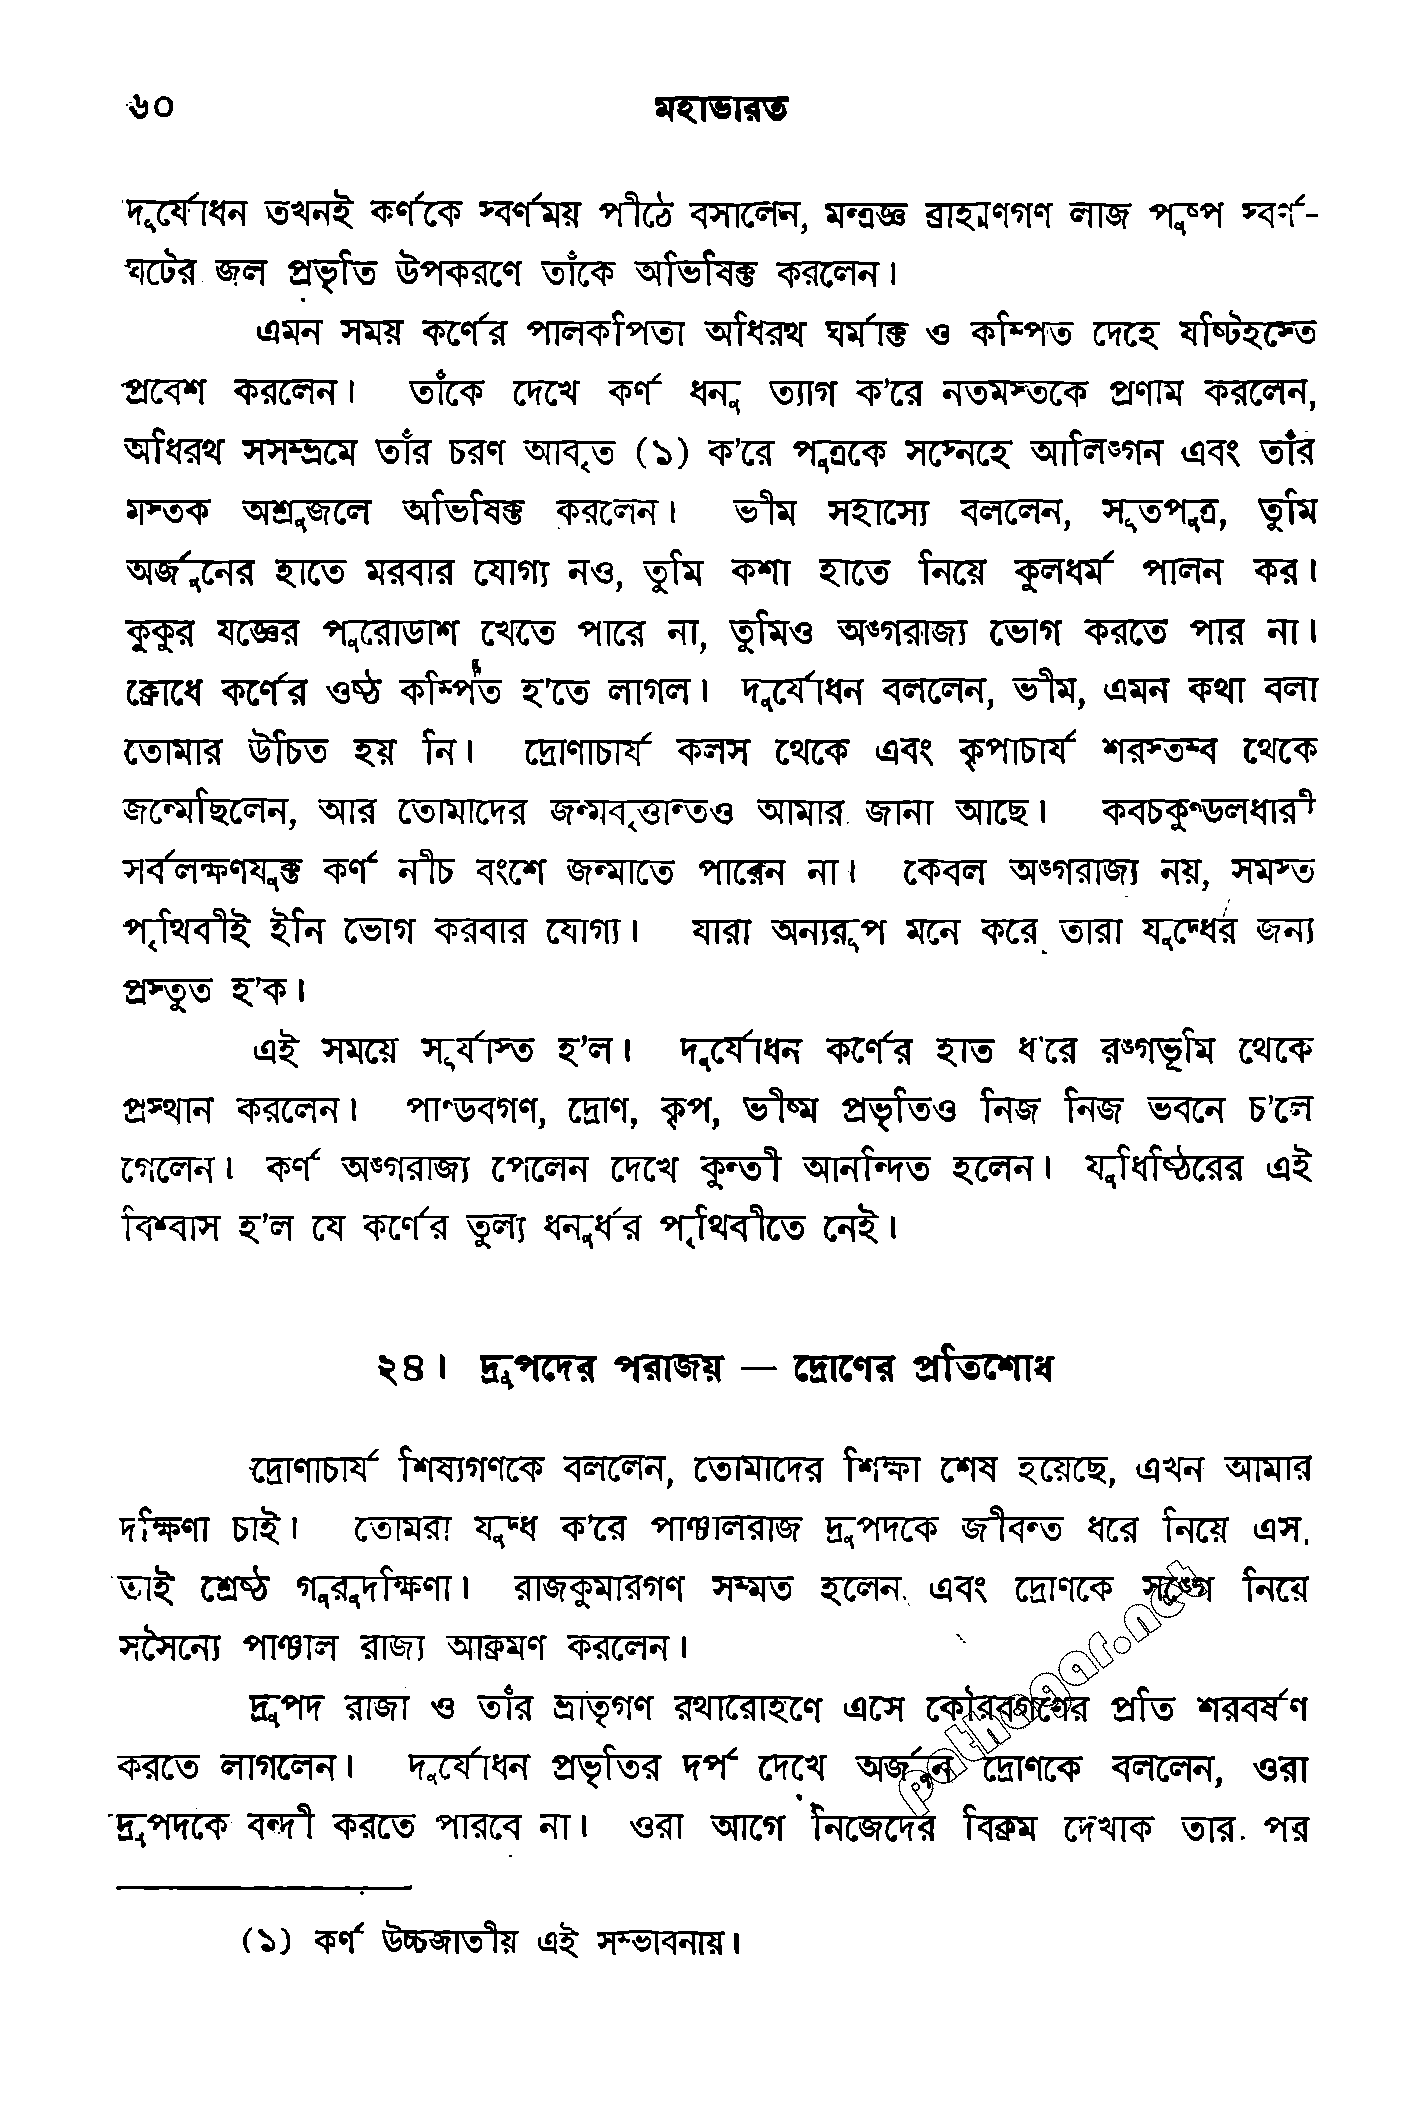 ৬০ মহাভারত
দুর্যোধন তখনই কর্ণকে স্বর্ণময় পীঠে বসালেন, মন্ত্রজ্ঞ ব্রাহ্মণগণ লাজ পুষ্প স্বর্ণ-
ঘটের জল প্রভৃতি উপকরণে তাঁকে অভিষিক্ত করলেন।
এমন সময় কর্ণের পালকপিতা অধিরথ ঘর্মাক্ত ও কম্পিত দেহে যষ্টিহস্তে
প্রবেশ করলেন। তাঁকে দেখে কর্ণ ধনু ত্যাগ ক'রে নতমস্তকে প্রণাম করলেন,
অধিরথ সসম্ভ্রমে তাঁর চরণ আবৃত (১) ক'রে পুত্রকে সস্নেহে আলিঙ্গন এবং তাঁর
মস্তক অশ্রুজলে অভিষিক্ত করলেন। ভীম সহাস্যে বললেন, সূতপুত্র, তুমি
অর্জুনের হাতে মরবার যোগ্য নও, তুমি কশা হাতে নিয়ে কুলধর্ম পালন কর।
কুকুর যজ্ঞের পুরোডাশ খেতে পারে না, তুমিও অঙ্গরাজ্য ভোগ করতে পার না।
ক্রোধে কর্ণের ওষ্ঠ কম্পিত হ'তে লাগল। দুর্যোধন বললেন, ভীম, এমন কথা বলা
তোমার উচিত হয় নি। দ্রোণাচার্য কলস থেকে এবং কৃপাচার্য শরস্তম্ব থেকে
জন্মেছিলেন, আর তোমাদের জন্মবৃত্তান্তও আমার জানা আছে। কবচকুণ্ডলধারী
সর্বলক্ষণযুক্ত কর্ণ নীচ বংশে জন্মাতে পারেন না। কেবল অঙ্গরাজ্য নয়, সমস্ত
পৃথিবীই ইনি ভোগ করবার যোগ্য। যারা অন্যরূপ মনে করে তারা যুদ্ধের জন্য
প্রস্তুত হ'ক।
এই সময়ে সূর্যাস্ত হ'ল। দুর্যোধন কর্ণের হাত ধ'রে রঙ্গভূমি থেকে
প্রস্থান করলেন। পাণ্ডবগণ, দ্রোণ, কৃপ, ভীষ্ম প্রভৃতিও নিজ নিজ ভবনে চ'লে
গেলেন। কর্ণ অঙ্গরাজ্য পেলেন দেখে কুন্তী আনন্দিত হলেন। যুধিষ্ঠিরের এই
বিশ্বাস হ'ল যে কর্ণের তুল্য ধনুর্ধর পৃথিবীতে নেই।
২৪। দ্রুপদের পরাজয় — দ্রোণের প্রতিশোধ
দ্রোণাচার্য শিষ্যগণকে বললেন, তোমাদের শিক্ষা শেষ হয়েছে, এখন আমার
দক্ষিণা চাই। তোমরা যুদ্ধ ক'রে পাঞ্চালরাজ দ্রুপদকে জীবন্ত ধরে নিয়ে এস,
তাই শ্রেষ্ঠ গুরুদক্ষিণা। রাজকুমারগণ সম্মত হলেন, এবং দ্রোণকে সঙ্গে নিয়ে
সসৈন্যে পাঞ্চাল রাজ্য আক্রমণ করলেন।
দ্রুপদ রাজা ও তাঁর ভ্রাতৃগণ রথারোহণে এসে কৌরবগণের প্রতি শরবর্ষণ
করতে লাগলেন। দুর্যোধন প্রভৃতির দর্প দেখে অর্জুন দ্রোণকে বললেন, ওরা
দ্রুপদকে বন্দী করতে পারবে না। ওরা আগে নিজেদের বিক্রম দেখাক তার পর
(১) কর্ণ উচ্চজাতীয় এই সম্ভাবনায়।
pathagar.net